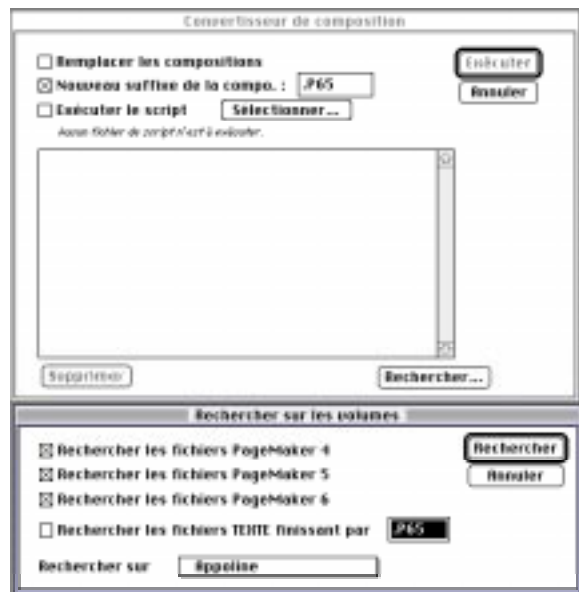 Convertisseur de composition
Remplacer les compositions
Exécuter
Nouveau suffixe de la compo. : .P65
Annuler
Exécuter le script Sélectionner...
Aucun fichier de script n'est à exécuter.
Supprimer
Rechercher...
Rechercher sur les volumes
Rechercher les fichiers PageMaker 4
Rechercher
Rechercher les fichiers PageMaker 5
Annuler
Rechercher les fichiers PageMaker 6
Rechercher les fichiers TEXTE finissant par .P65
Rechercher sur Appoline